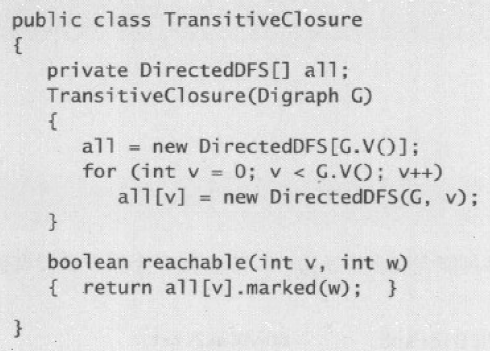 public class TransitiveClosure
{
private DirectedDFS[] all;
TransitiveClosure(Digraph G)
{
all = new DirectedDFS[G.V()];
for (int v = 0; v < G.V(); v++)
all[v] = new DirectedDFS(G, v);
}
boolean reachable(int v, int w)
{ return all[v].marked(w); }
}